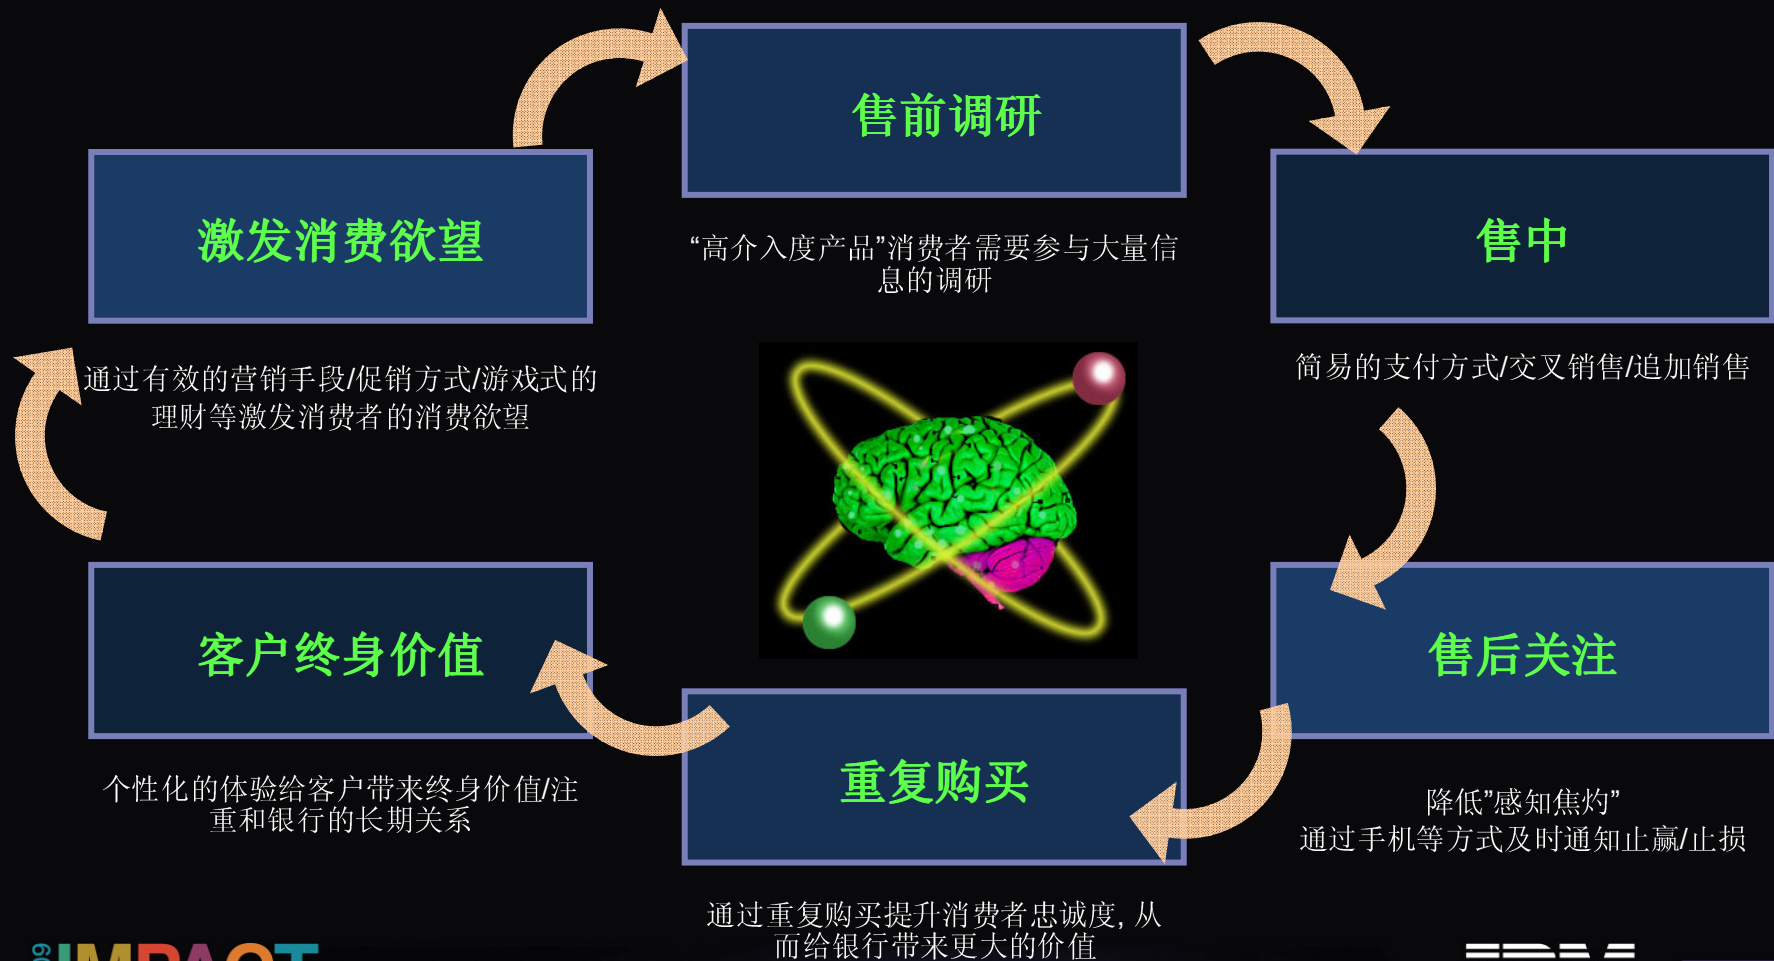 售前调研
激发消费欲望
售中
“高介入度产品”消费者需要参与大量信
息的调研
简易的支付方式/交叉销售/追加销售
通过有效的营销手段/促销方式/游戏式的
理财等激发消费者的消费欲望
客户终身价值
售后关注
重复购买
个性化的体验给客户带来终身价值/注
重和银行的长期关系
降低”感知焦灼”
通过手机等方式及时通知止赢/止损
通过重复购买提升消费者忠诚度, 从
而给银行带来更大的价值
09 IMPACT
IBM